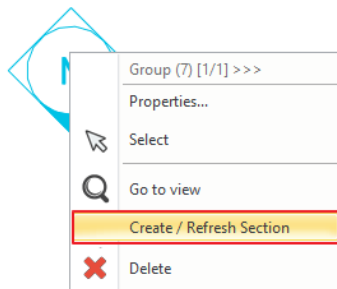 Group (7) [1/1] >>>
Properties...
Select
Go to view
Create / Refresh Section
Delete